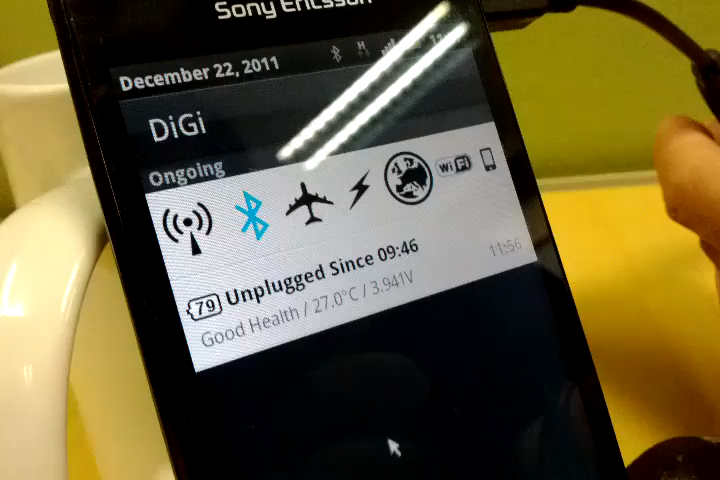 Sony Ericsson
December 22, 2011
DiGi
Ongoing
WiFi
79 Unplugged Since 09:46
Good Health / 27.0°C / 3.941V
11:56